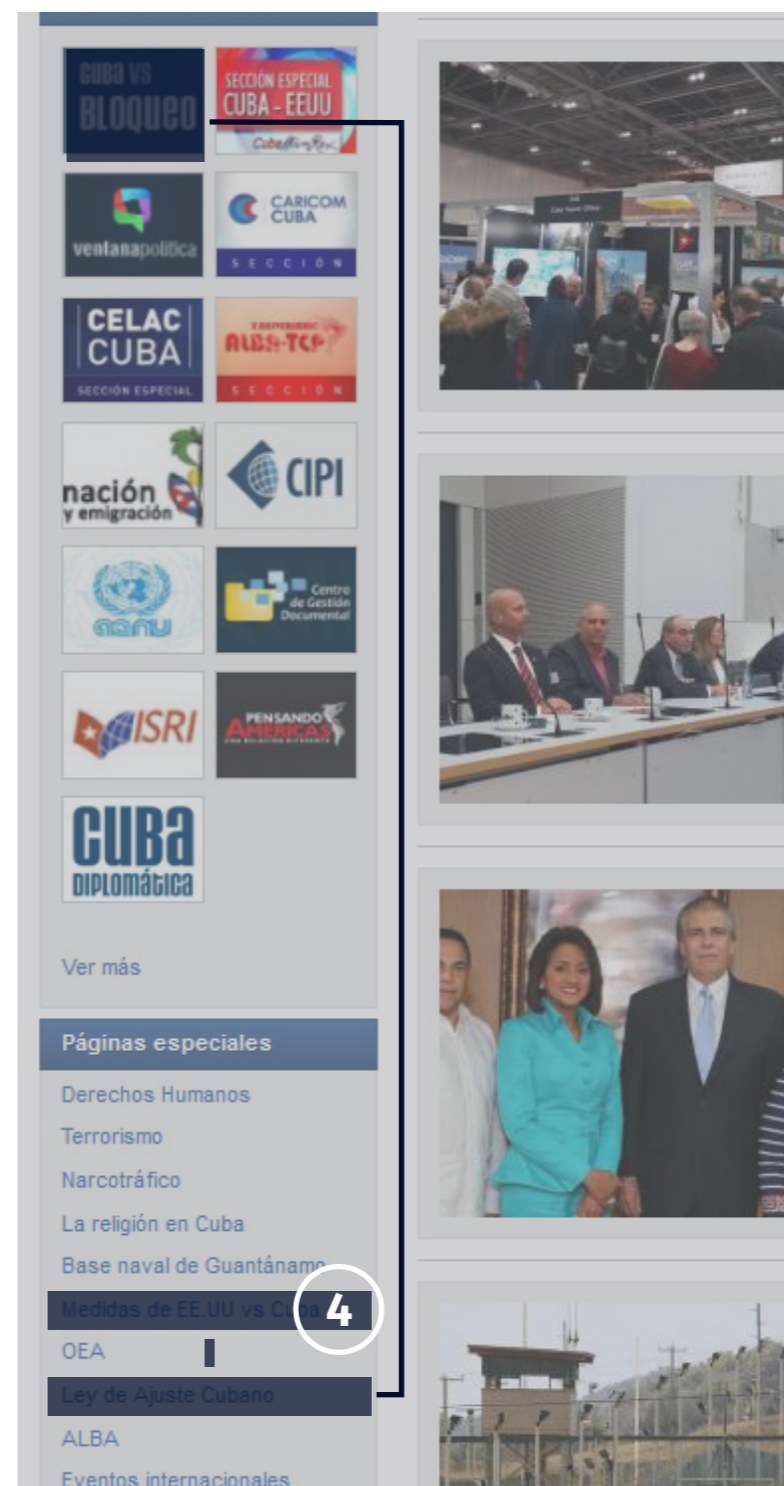 CUBA VS
BLOQUEO
SECCIÓN ESPECIAL
CUBA - EEUU
ventanapolitica
CARICOM
CUBA
SECCIÓN
CELAC
CUBA
SECCIÓN ESPECIAL
ALBA-TCP
SECCIÓN
nación
y emigración
CIPI
Centro
de Gestión
Documental
ISRI
PENSANDO
AMÉRICAS
CUBA
DIPLOMÁTICA
Ver más
Páginas especiales
Derechos Humanos
Terrorismo
Narcotráfico
La religión en Cuba
Base naval de Guantánamo
Medidas de EE.UU vs Cuba
4
OEA
Ley de Ajuste Cubano
ALBA
Eventos internacionales